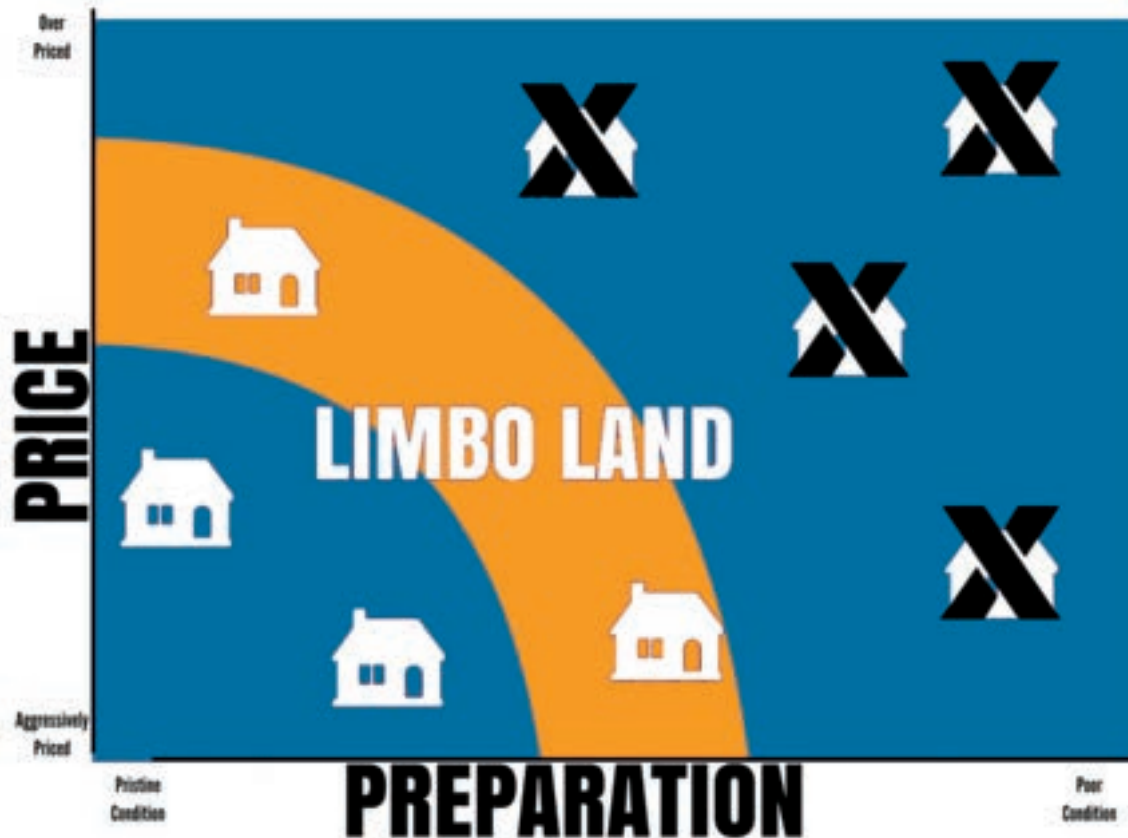 Over
Priced
PRICE
LIMBO LAND
Aggressively
Priced
Pristine
Condition
PREPARATION
Poor
Condition